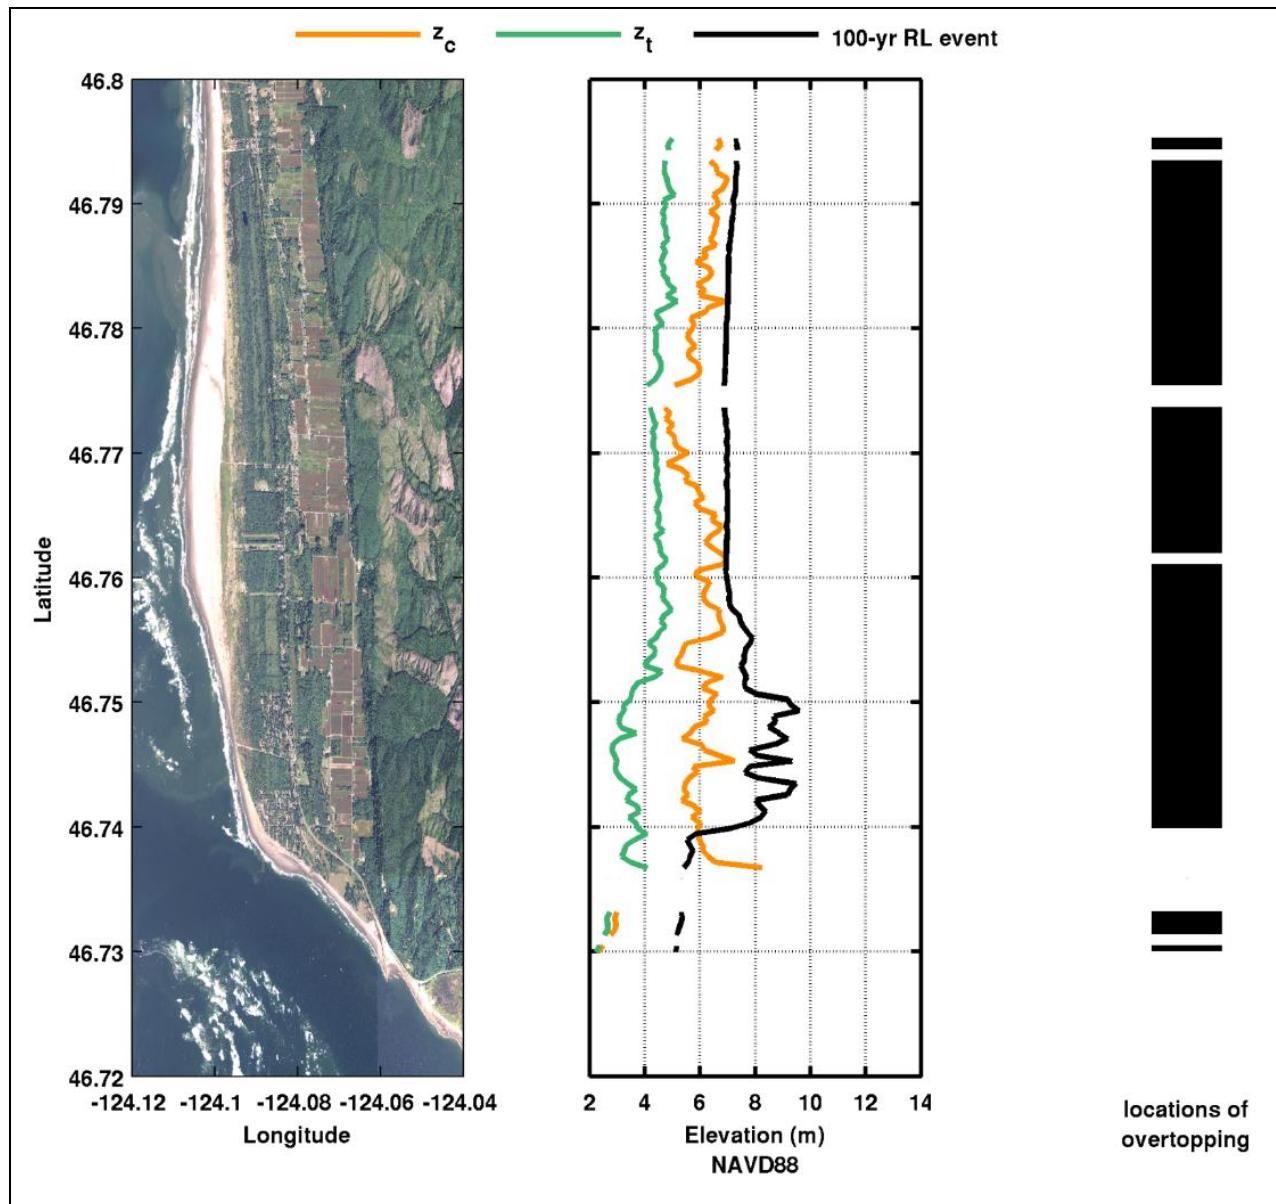 z_c z_t 100-yr RL event
46.8
46.79
46.78
46.77
46.76
46.75
46.74
46.73
46.72
Latitude
-124.12 -124.1 -124.08 -124.06 -124.04
Longitude
2 4 6 8 10 12 14
Elevation (m)
NAVD88
locations of
overtopping